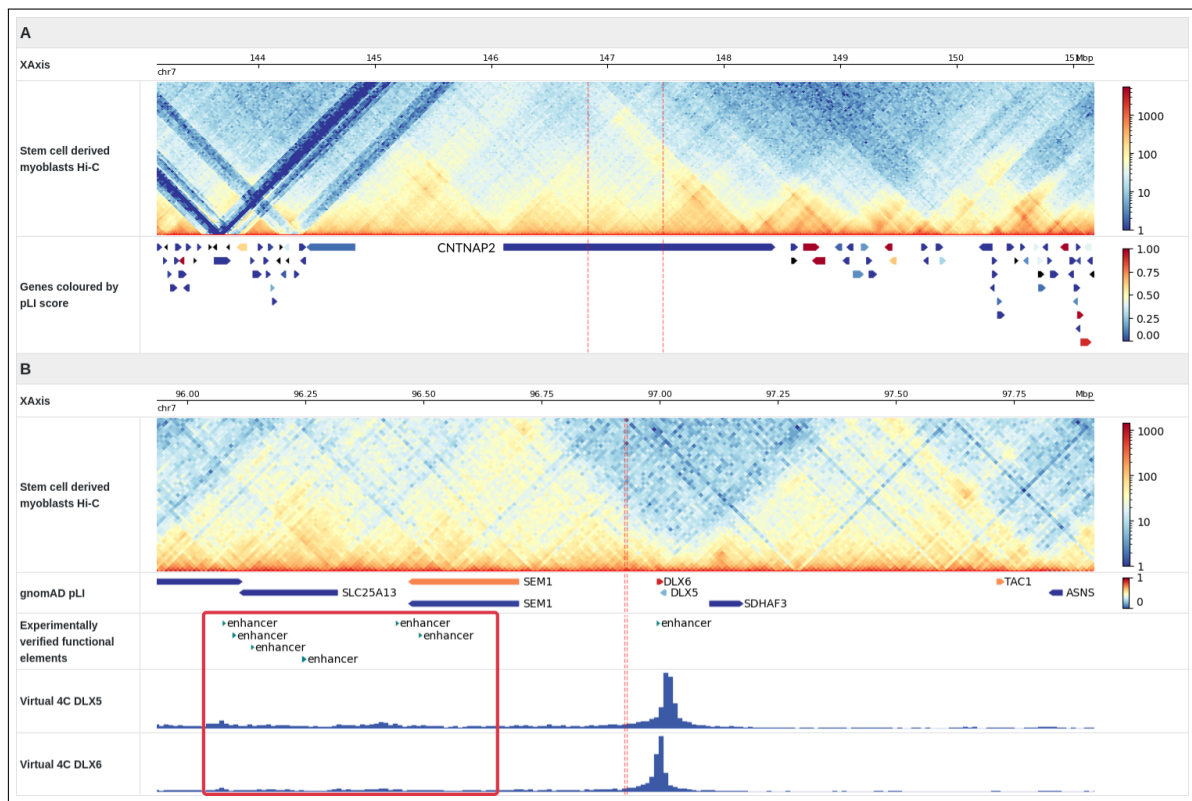 A
XAxis
144 145 146 147 148 149 150 151 Mbp
chr7
Stem cell derived
myoblasts Hi-C
1000
100
10
1
CNTNAP2
Genes coloured by
pLI score
1.00
0.75
0.50
0.25
0.00
B
XAxis
96.00 96.25 96.50 96.75 97.00 97.25 97.50 97.75 Mbp
chr7
Stem cell derived
myoblasts Hi-C
1000
100
10
1
gnomAD pLI
SEM1 DLX6 TAC1
SLC25A13 DLX5 ASNS
SEM1 SDHAF3
1
0
Experimentally
verified functional
elements
enhancer enhancer enhancer
enhancer enhancer
enhancer
enhancer
Virtual 4C DLX5
Virtual 4C DLX6